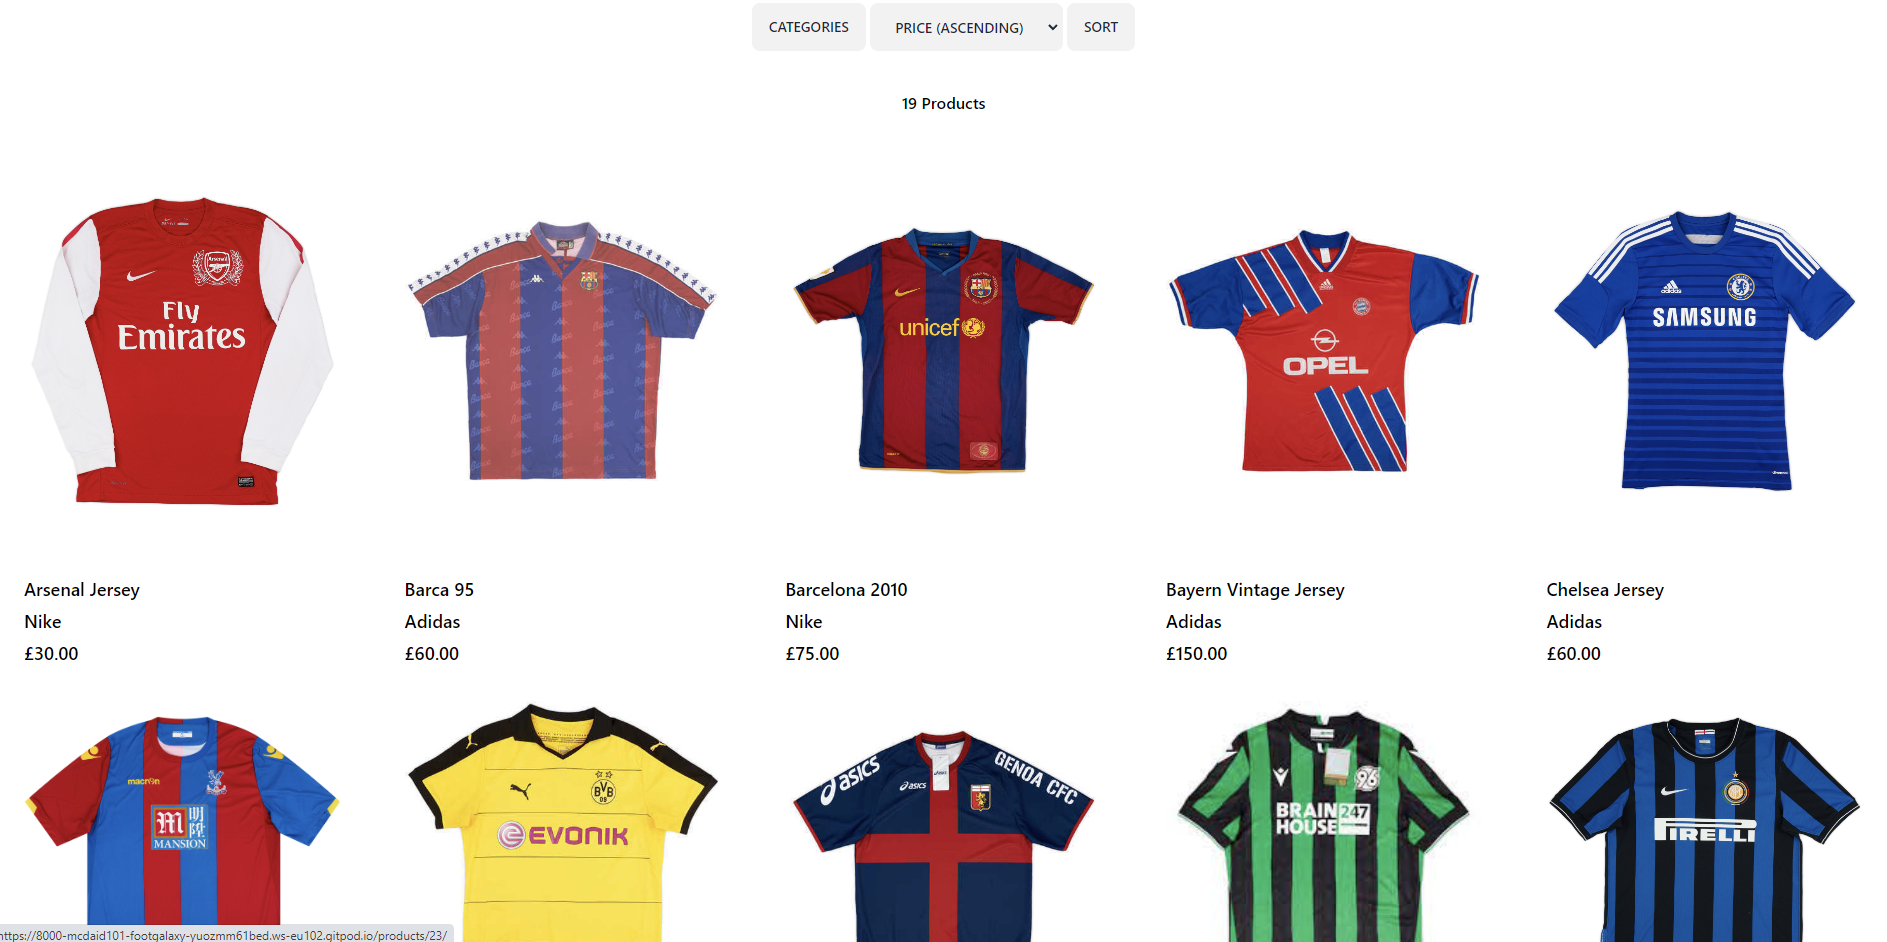 CATEGORIES
PRICE (ASCENDING)
SORT
19 Products
Arsenal
Fly
Emirates
Barca
unicef
OPEL
adidas
SAMSUNG
Arsenal Jersey
Nike
£30.00
Barca 95
Adidas
£60.00
Barcelona 2010
Nike
£75.00
Bayern Vintage Jersey
Adidas
£150.00
Chelsea Jersey
Adidas
£60.00
macron
M
MANSION
BVB
09
EVONIK
asics
asics
GENOA CFC
96
BRAIN
HOUSE
247
PIRELLI
https://8000-mcdaid101-footgalaxy-yuozmm61bed.ws-eu102.gitpod.io/products/23/